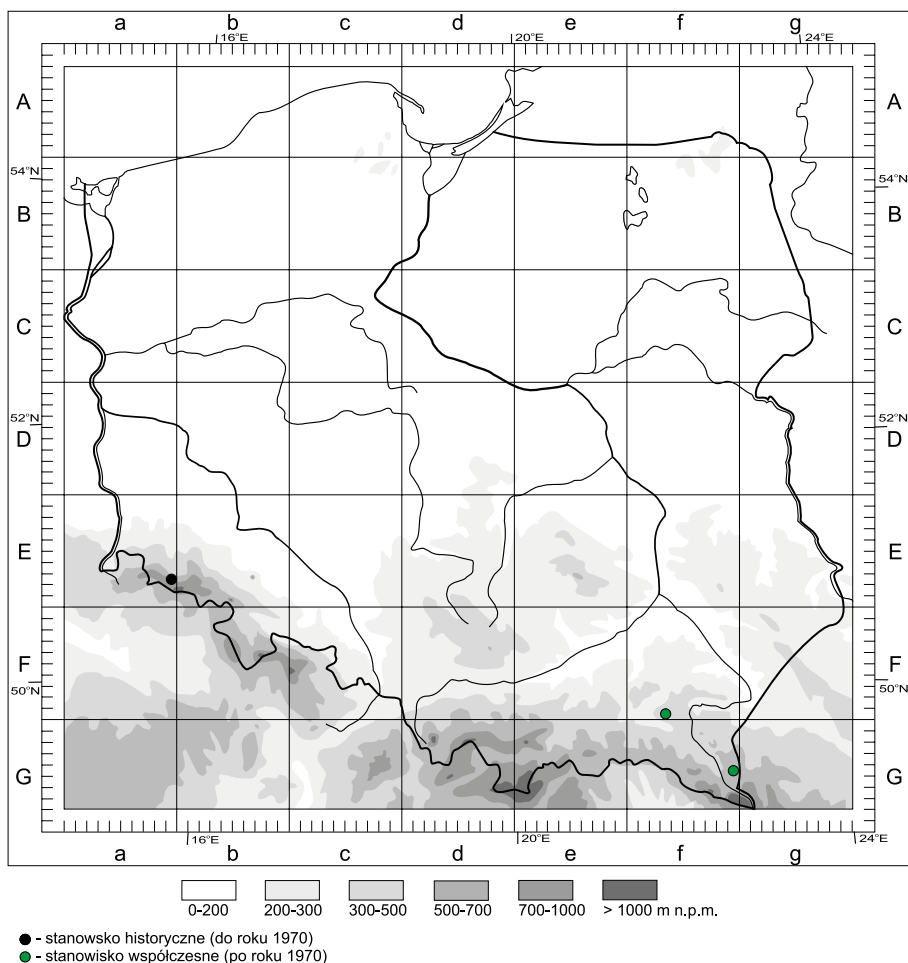 a b c d e f g
16°E 20°E 24°E
A A
54°N 54°N
B B
C C
52°N 52°N
D D
E E
F F
50°N 50°N
G G
16°E 20°E 24°E
a b c d e f g
0-200 200-300 300-500 500-700 700-1000 > 1000 m n.p.m.
- stanowsko historyczne (do roku 1970)
- stanowisko współczesne (po roku 1970)